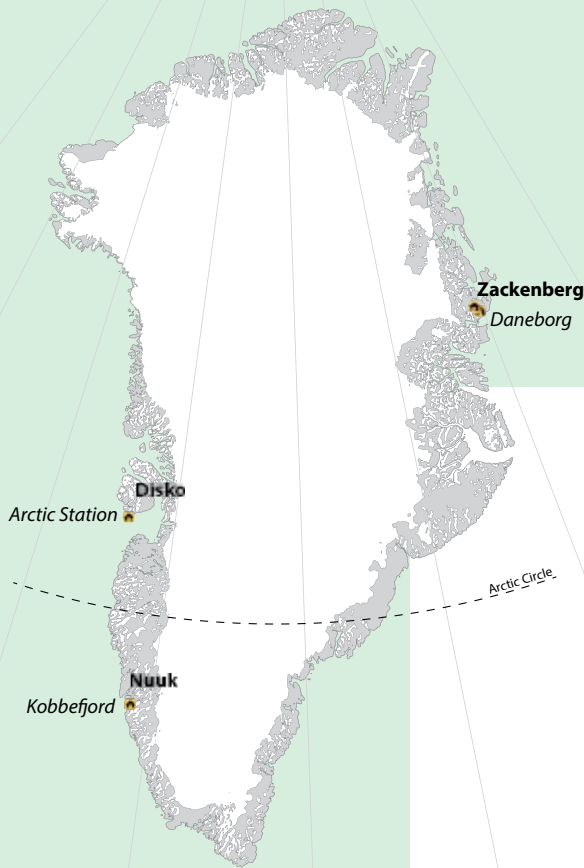 Zackenberg
Daneborg
Disko
Arctic Station
Arctic Circle
Nuuk
Kobbefjord